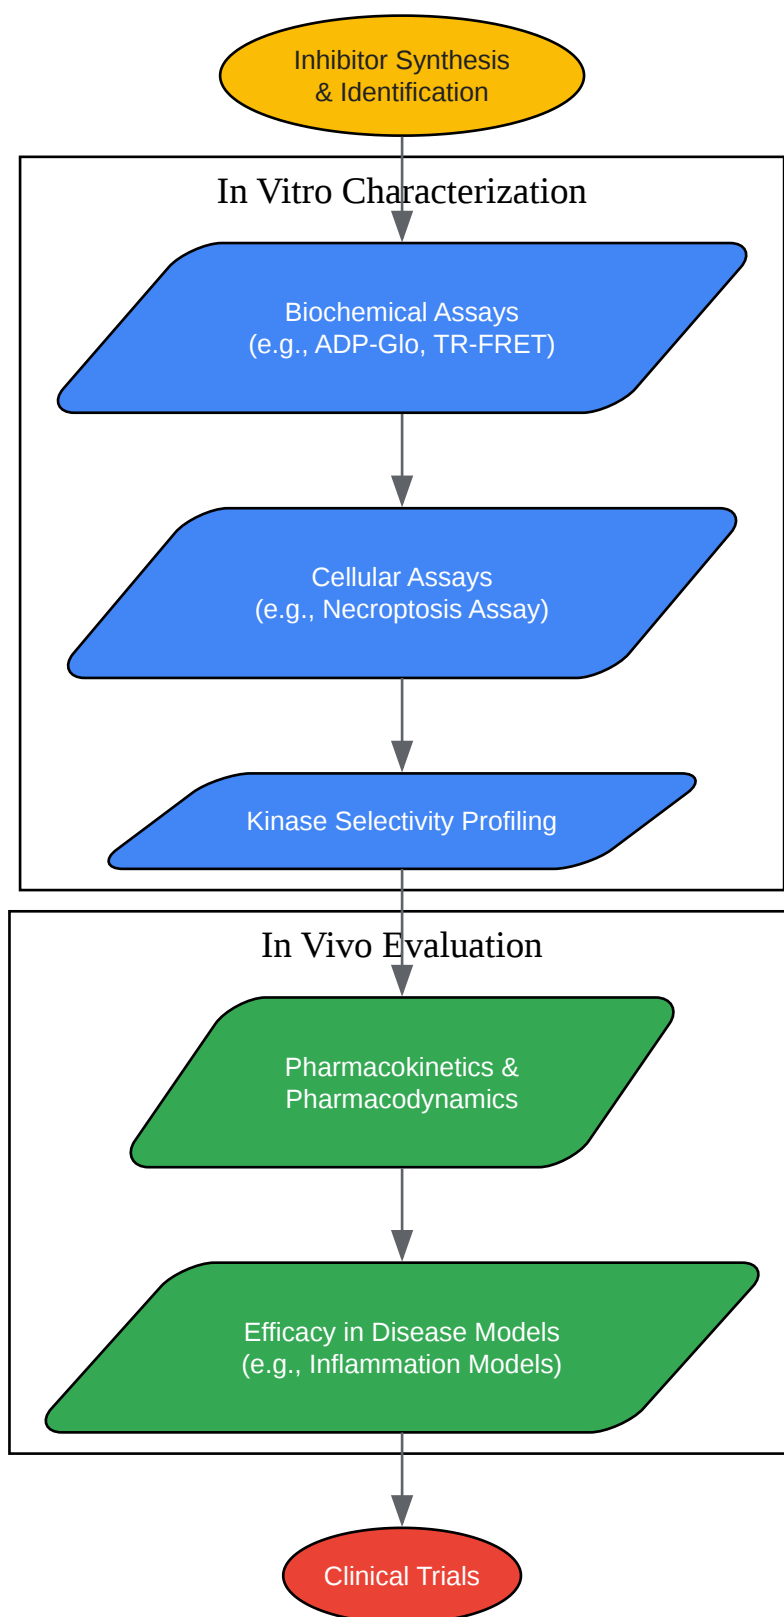 Inhibitor Synthesis
& Identification
In Vitro Characterization
Biochemical Assays
(e.g., ADP-Glo, TR-FRET)
Cellular Assays
(e.g., Necroptosis Assay)
Kinase Selectivity Profiling
In Vivo Evaluation
Pharmacokinetics &
Pharmacodynamics
Efficacy in Disease Models
(e.g., Inflammation Models)
Clinical Trials